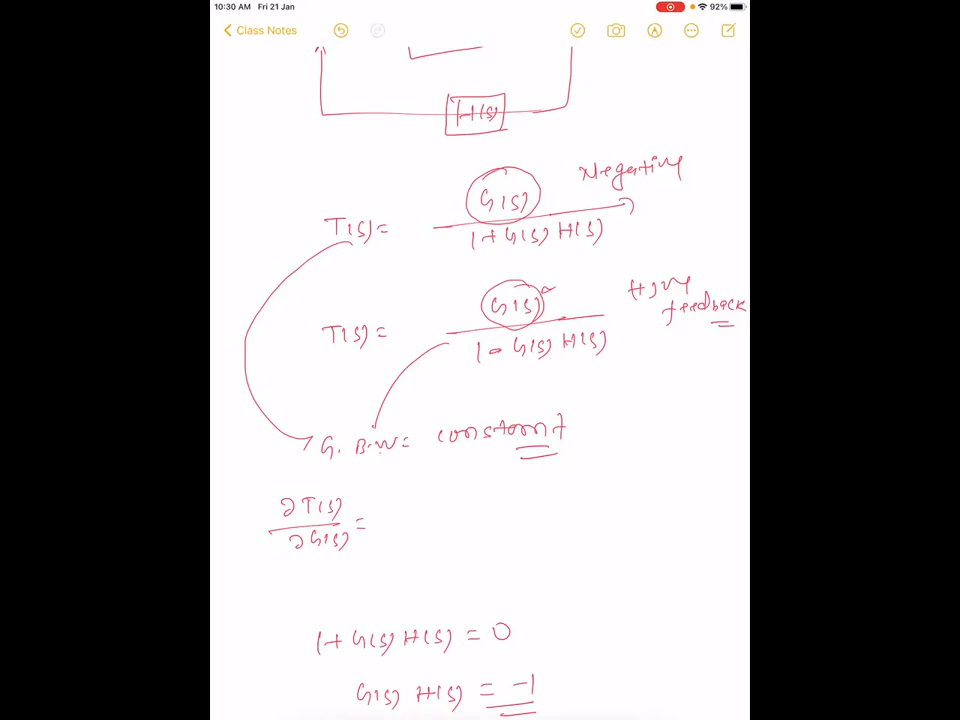 10:30 AM Fri 21 Jan
92%
Class Notes
H(s)
Negative
T(s) = G(s)
1 + G(s) H(s)
+ive
feedback
T(s) = G(s)
1 - G(s) H(s)
G. B.W = constant
∂T(s)
∂G(s) =
1 + G(s) H(s) = 0
G(s) H(s) = -1